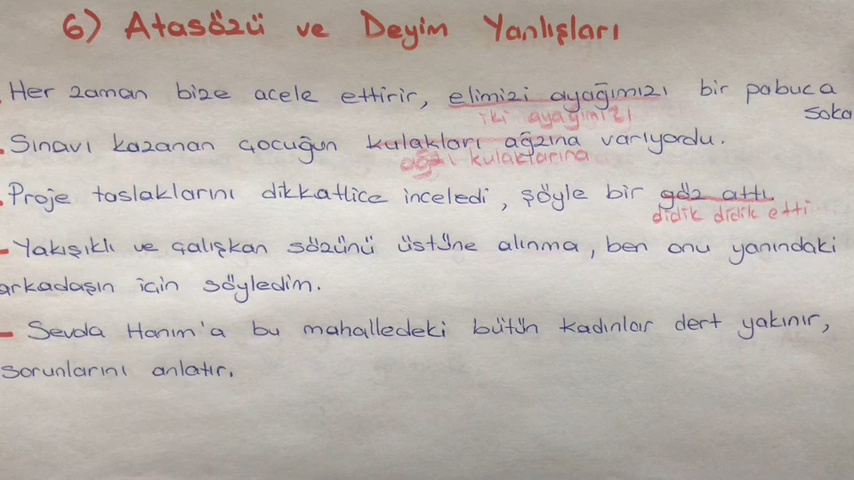 6) Atasözü ve Deyim Yanlışları
Her zaman bize acele ettirir, elimizi ayağımızı bir pabuca
iki ayağımızı
soka
Sınavı kazanan çocuğun kulakları ağzına varıyordu.
ağzı kulaklarına
Proje taslaklarını dikkatlice inceledi, şöyle bir göz attı.
didik didik etti
- Yakışıklı ve çalışkan sözünü üstüne alınma, ben onu yanındaki
arkadaşın için söyledim.
- Sevda Hanım'a bu mahalledeki bütün kadınlar dert yakınır,
sorunlarını anlatır.